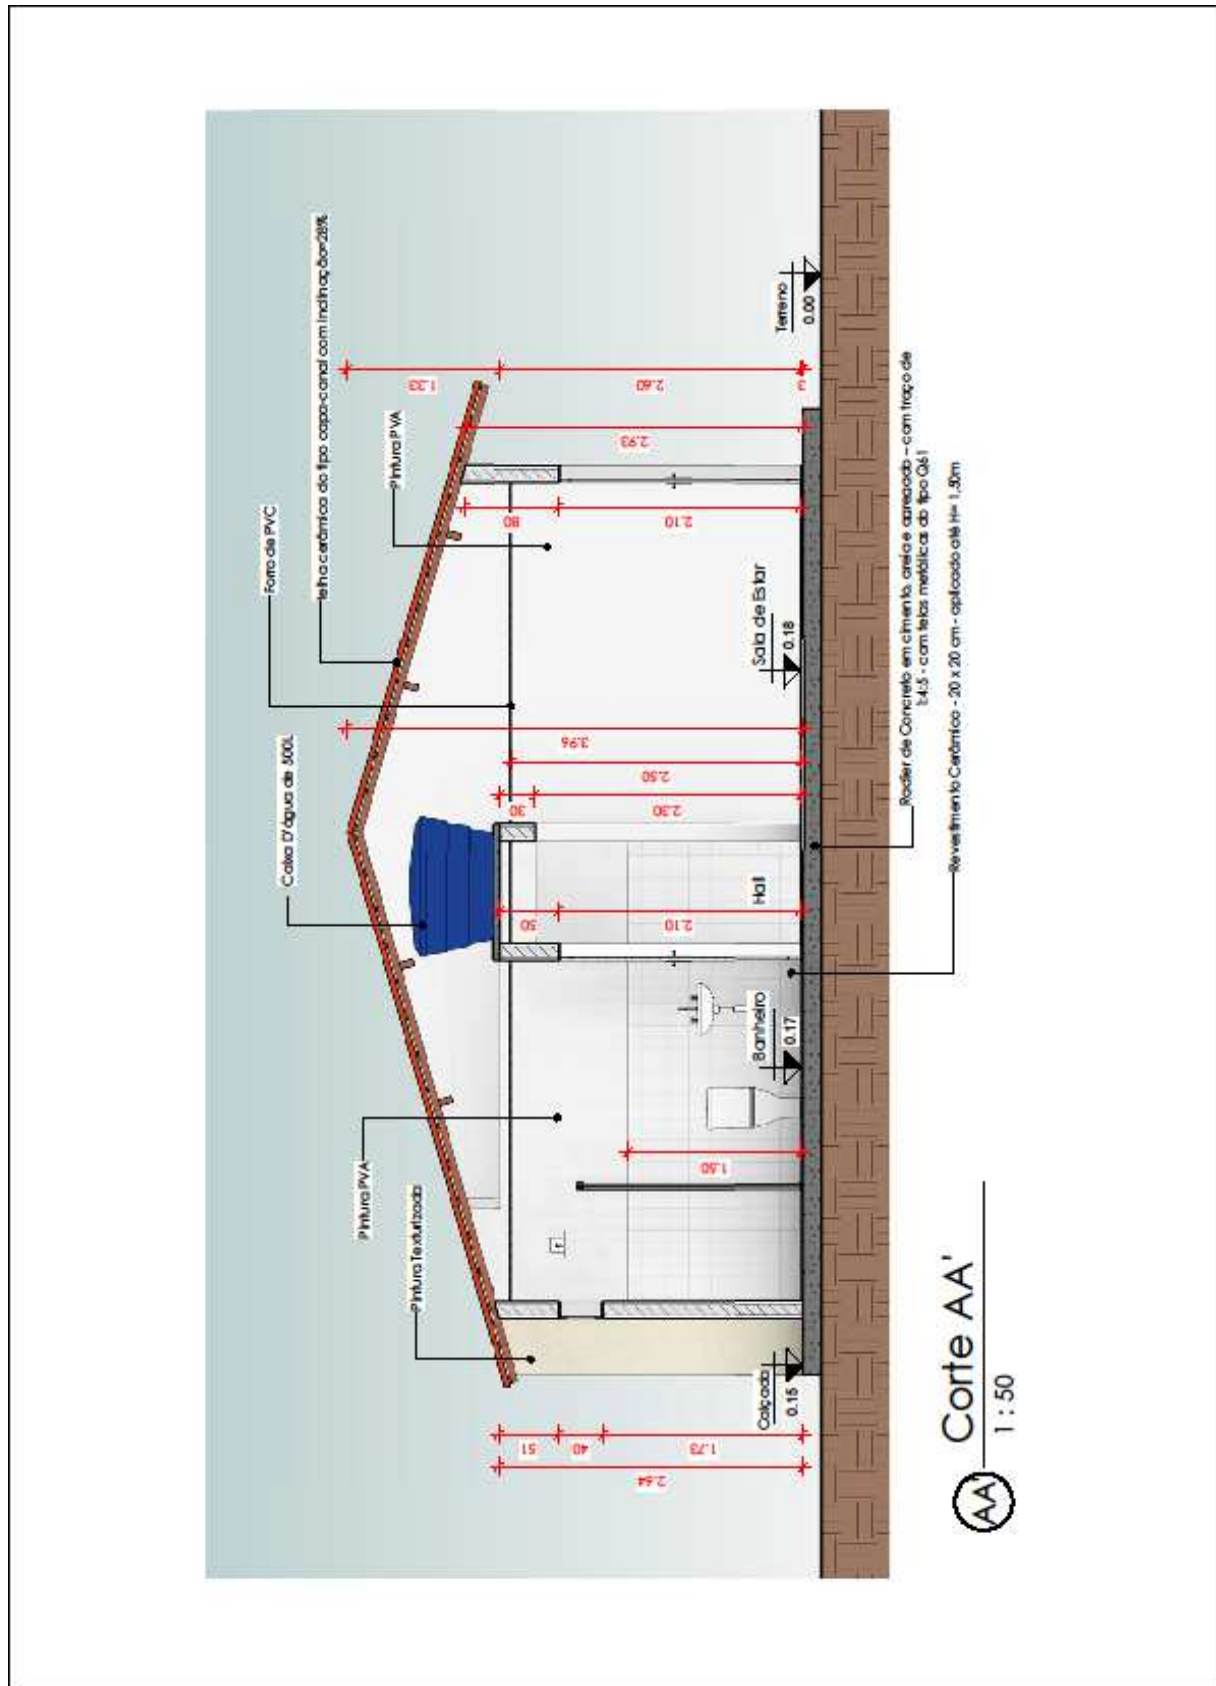 Caixa D'água de 500L
Forro de PVC
telha cerâmica do tipo capa-canal com inclinação=28%
Pintura PVA
Pintura Texturizada
Pintura PVA
1.33
2.60
3
2.93
80
2.10
3.96
2.50
30
2.30
50
2.10
1.50
51
40
1.73
2.64
Calçada
0.15
Banheiro
0.17
Hall
Sala de Estar
0.18
Terreno
0.00
Radier de Concreto em cimento, areia e apregado - com traço de
1:4:5 - com telas metálicas do tipo Q61
Revestimento Cerâmico - 20 x 20 cm - aplicado até H= 1,50m
AA'
Corte AA'
1 : 50